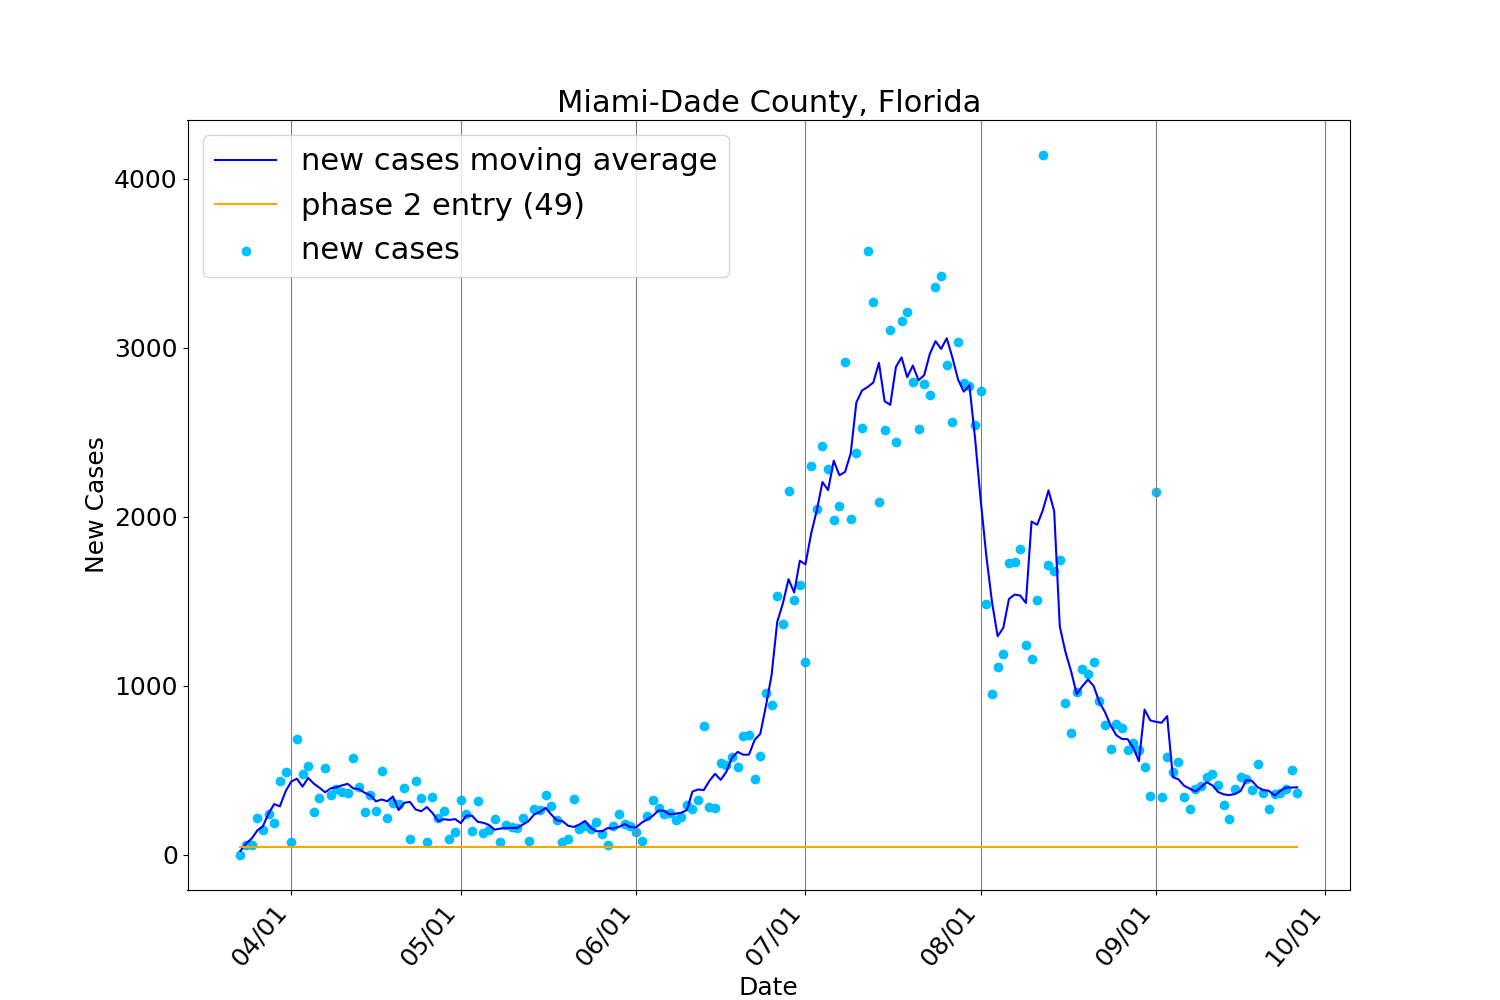 Miami-Dade County, Florida
new cases moving average
phase 2 entry (49)
new cases
4000
3000
2000
1000
0
New Cases
04/01
05/01
06/01
07/01
08/01
09/01
10/01
Date